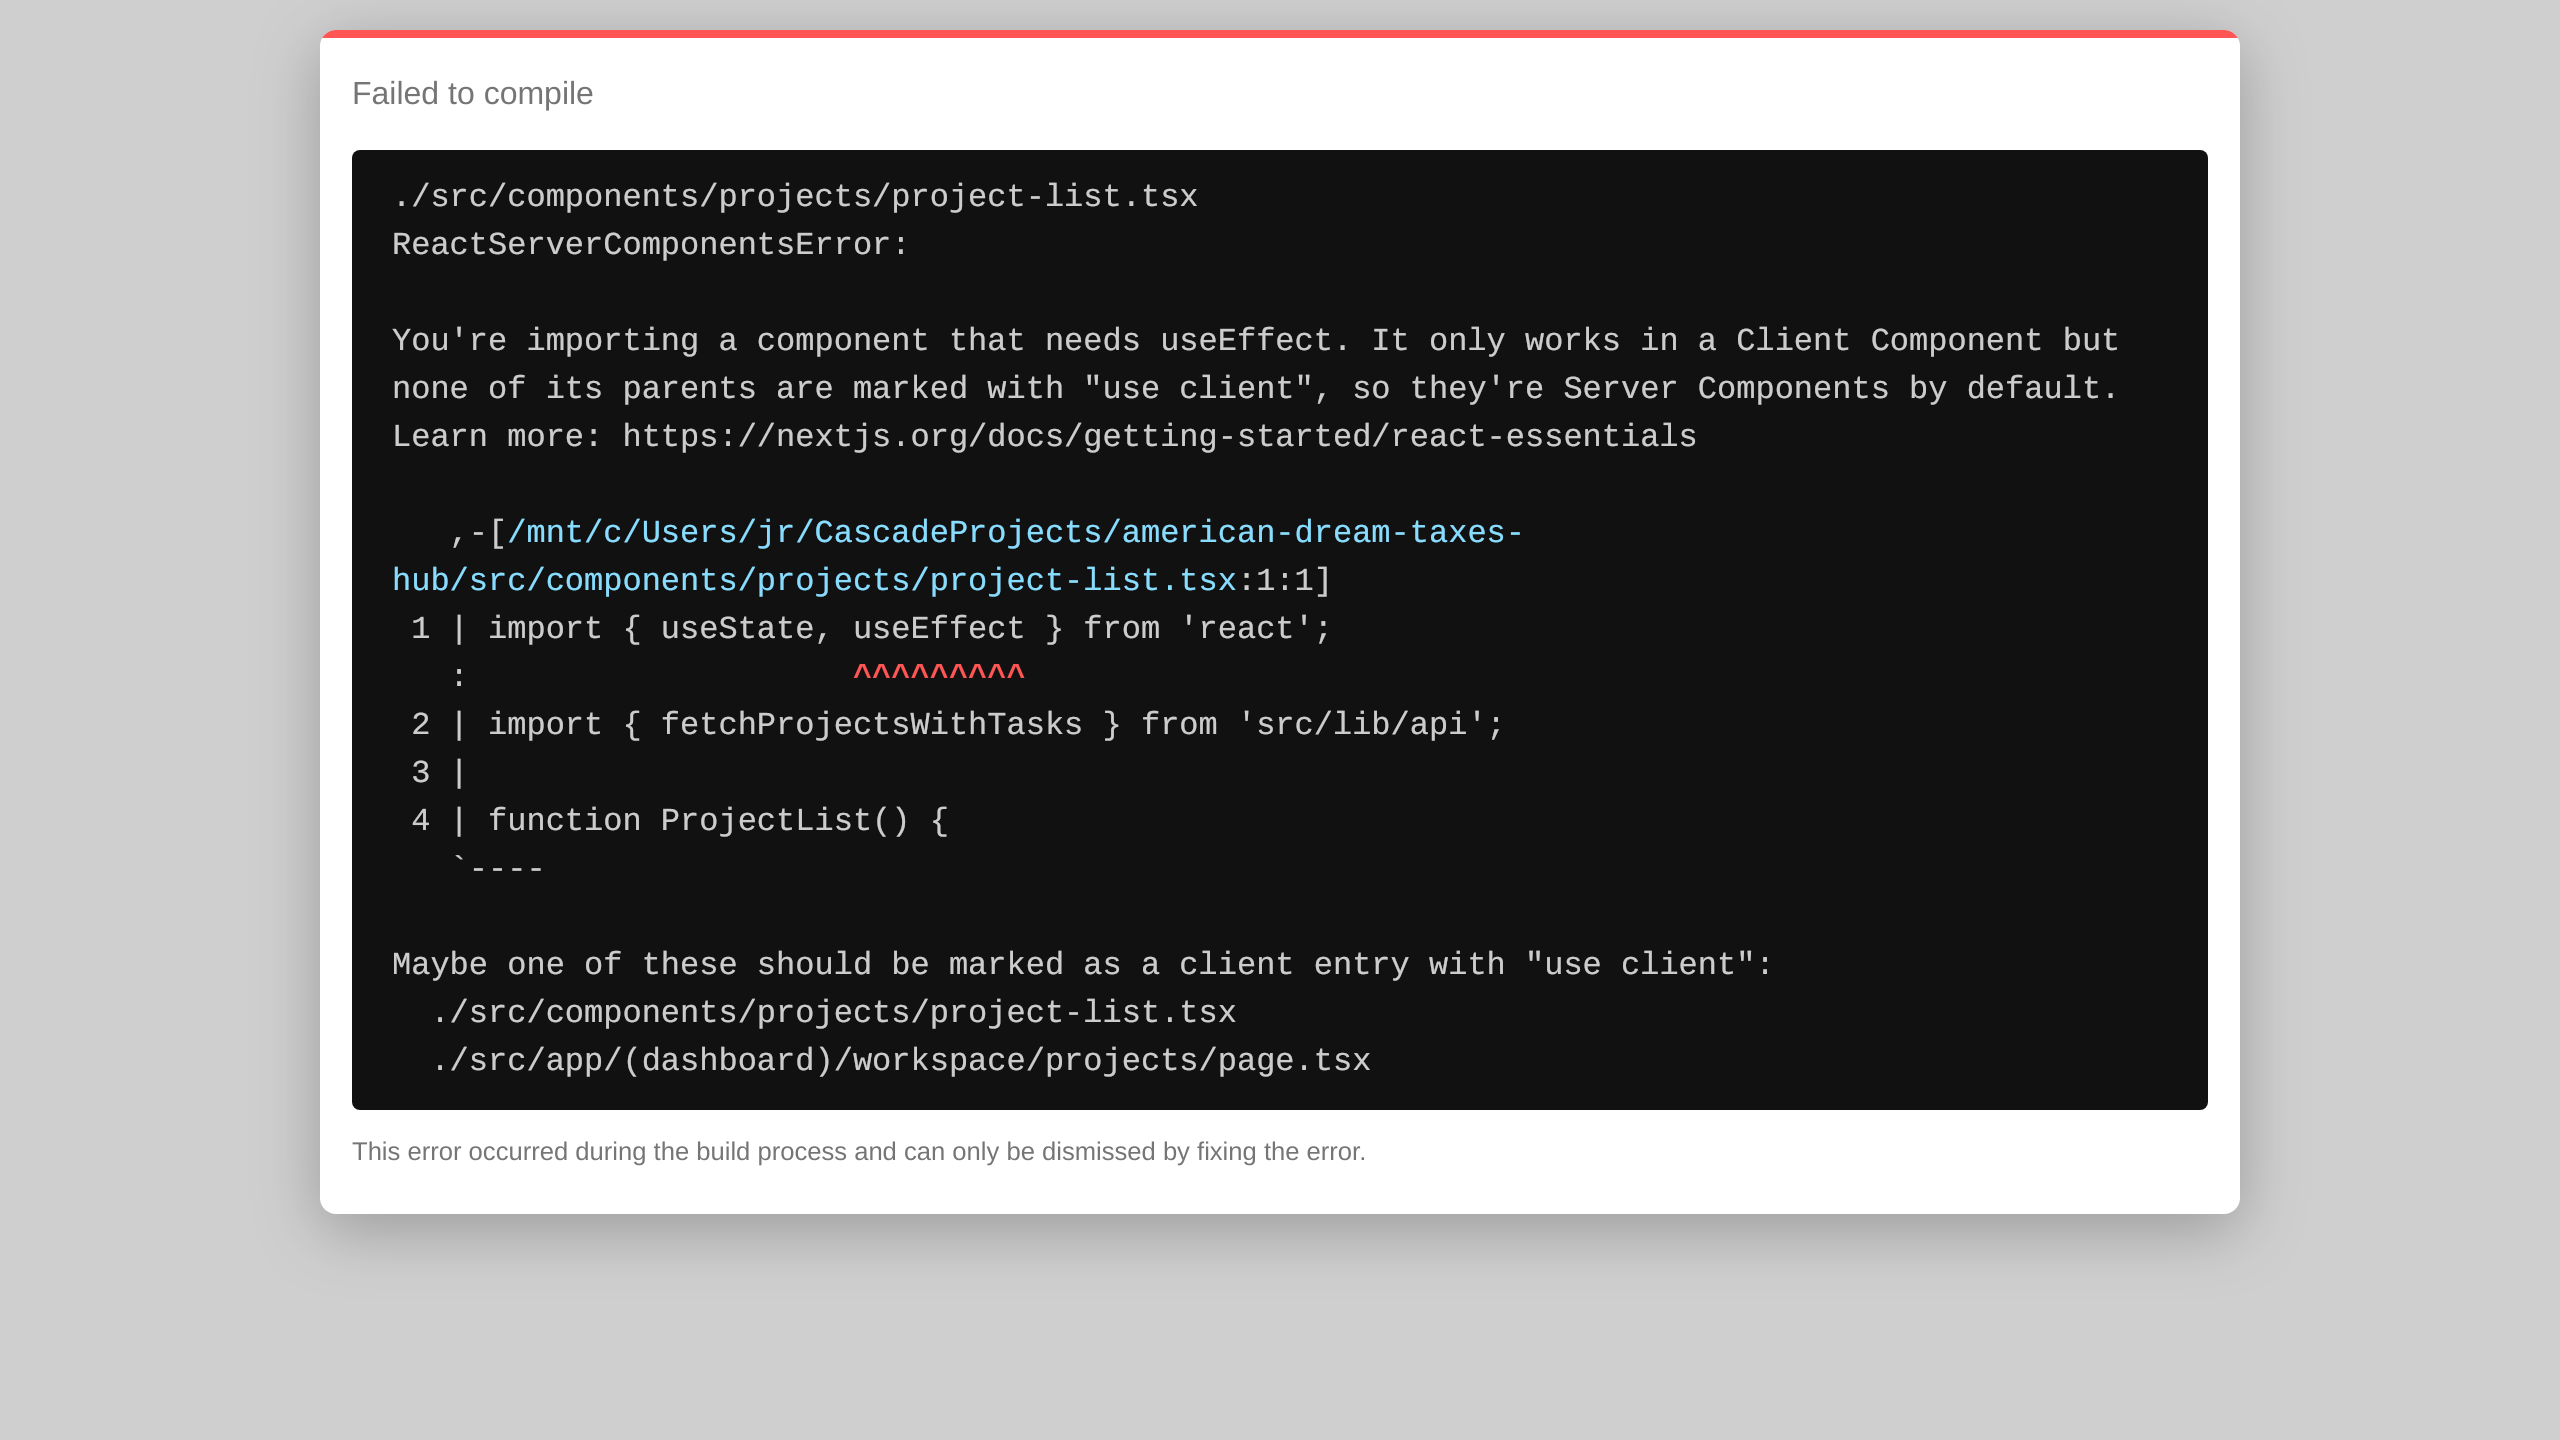 Failed to compile
./src/components/projects/project-list.tsx
ReactServerComponentsError:
You're importing a component that needs useEffect. It only works in a Client Component but
none of its parents are marked with "use client", so they're Server Components by default.
Learn more: https://nextjs.org/docs/getting-started/react-essentials
   ,-[/mnt/c/Users/jr/CascadeProjects/american-dream-taxes-
hub/src/components/projects/project-list.tsx:1:1]
 1 | import { useState, useEffect } from 'react';
   :                    ^^^^^^^^^
 2 | import { fetchProjectsWithTasks } from 'src/lib/api';
 3 |
 4 | function ProjectList() {
   `----
Maybe one of these should be marked as a client entry with "use client":
  ./src/components/projects/project-list.tsx
  ./src/app/(dashboard)/workspace/projects/page.tsx
This error occurred during the build process and can only be dismissed by fixing the error.